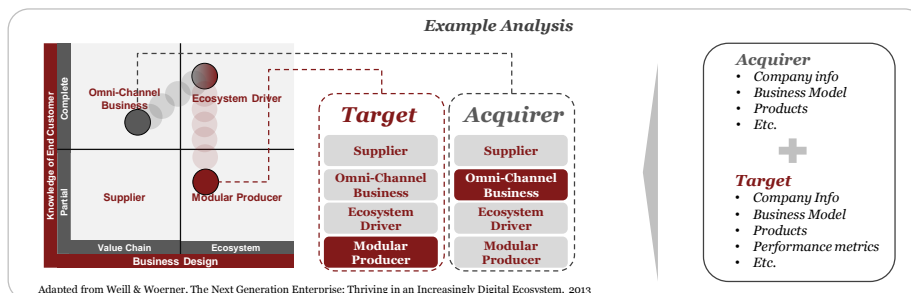 Example Analysis
Knowledge of End Customer
Complete
Partial
Omni-Channel
Business
Ecosystem Driver
Supplier
Modular Producer
Value Chain
Ecosystem
Business Design
Target
Supplier
Omni-Channel
Business
Ecosystem
Driver
Modular
Producer
Acquirer
Supplier
Omni-Channel
Business
Ecosystem
Driver
Modular
Producer
Acquirer
• Company info
• Business Model
• Products
• Etc.
Target
• Company Info
• Business Model
• Products
• Performance metrics
• Etc.
Adapted from Weill & Woerner, The Next Generation Enterprise: Thriving in an Increasingly Digital Ecosystem, 2013